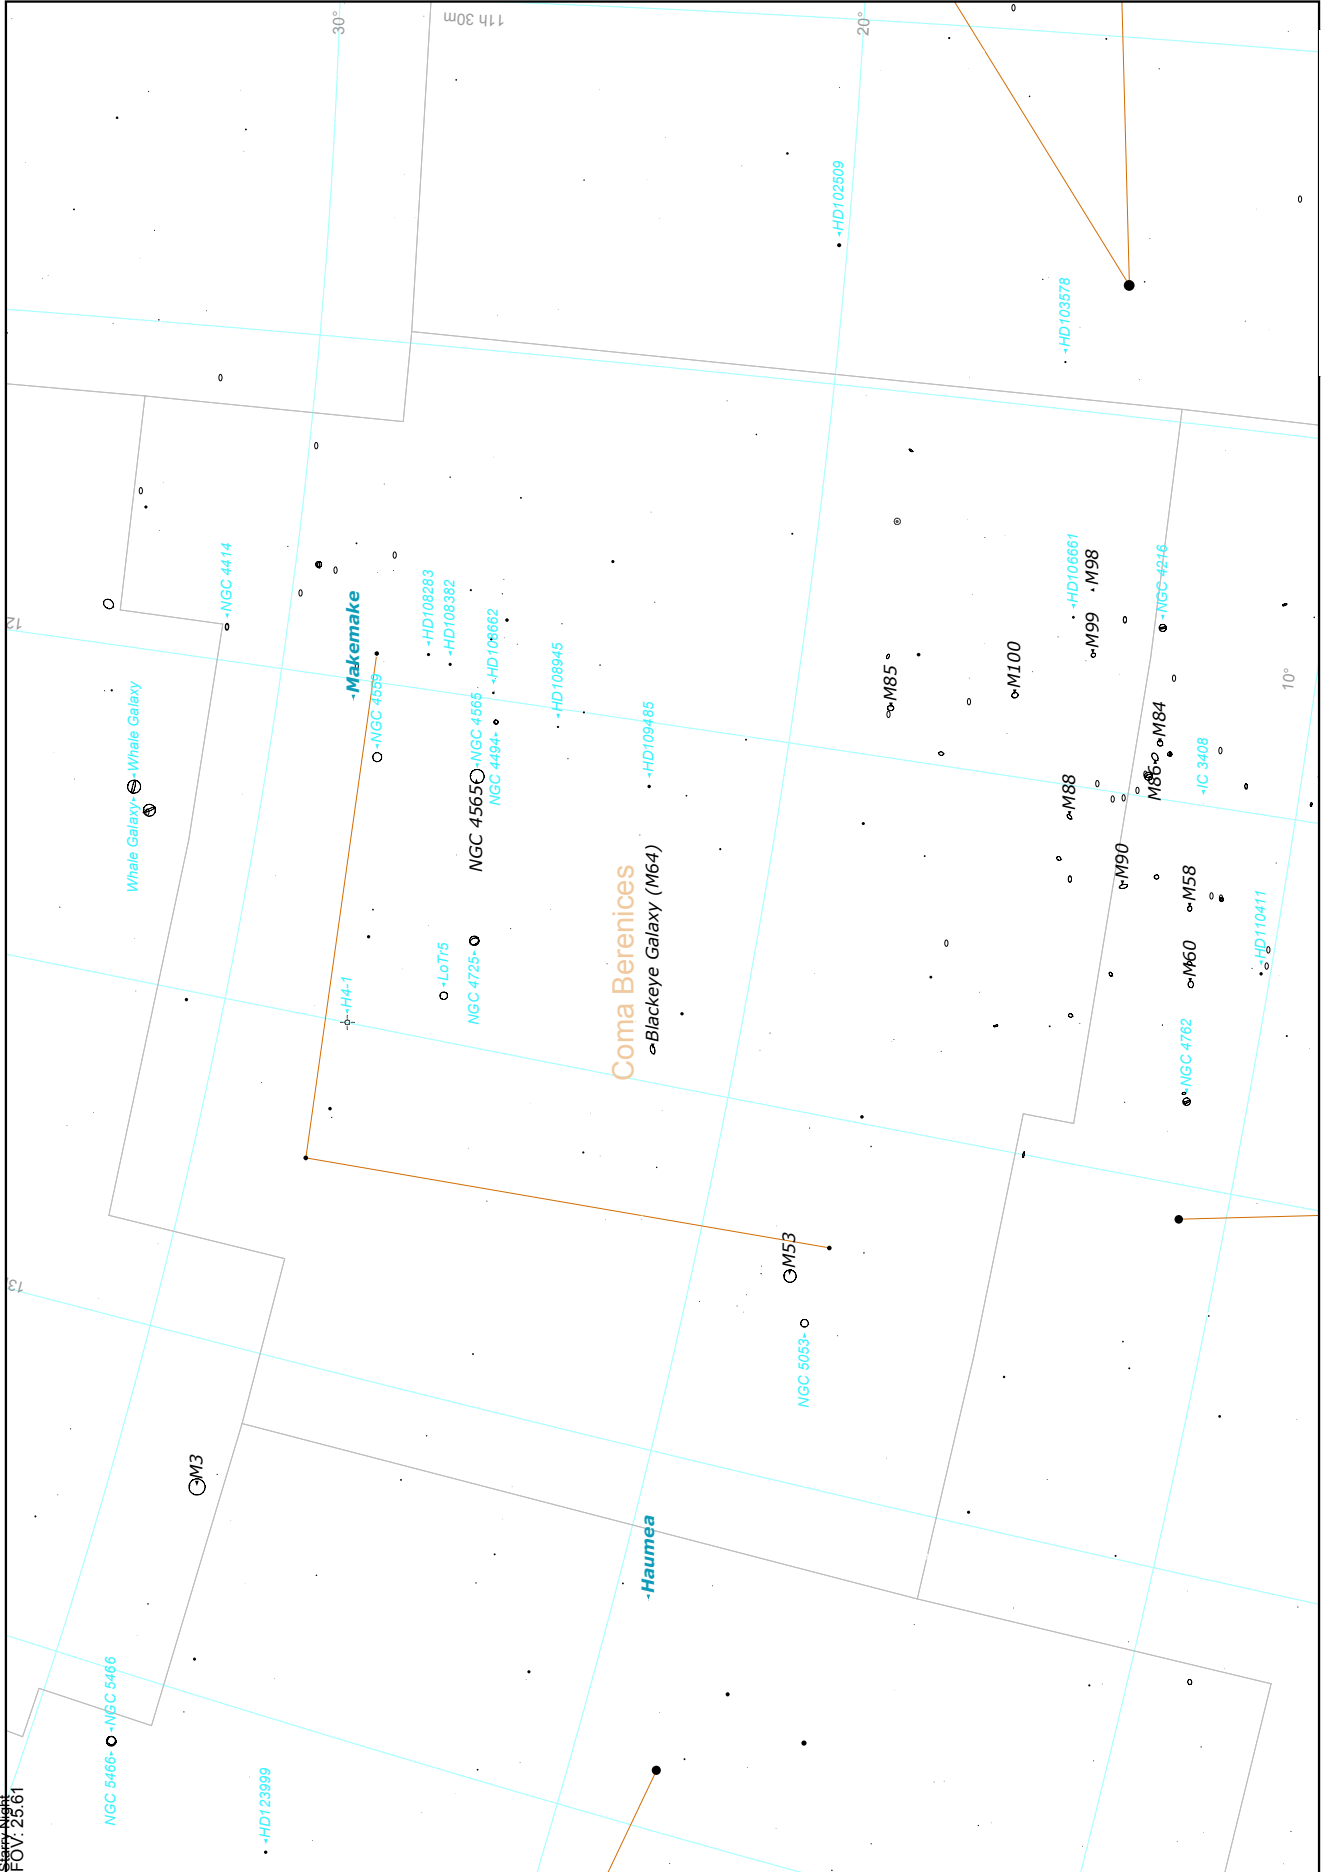 30°
11h 30m
20°
HD102509
HD103578
NGC 4414
Makemake
HD108283
HD108382
HD108662
HD108945
HD106661
M98
NGC 4216
M99
M100
M85
10°
12
Whale Galaxy
Whale Galaxy
NGC 4559
NGC 4565
NGC 4494
NGC 4565
HD109485
M84
M86
IC 3408
M88
M90
M58
M60
HD110411
Coma Berenices
Blackeye Galaxy (M64)
LoTr5
NGC 4725
H4-1
NGC 4762
M53
NGC 5053
13
M3
Haumea
NGC 5466
NGC 5466
HD123999
Starry Night
FOV: 25.61